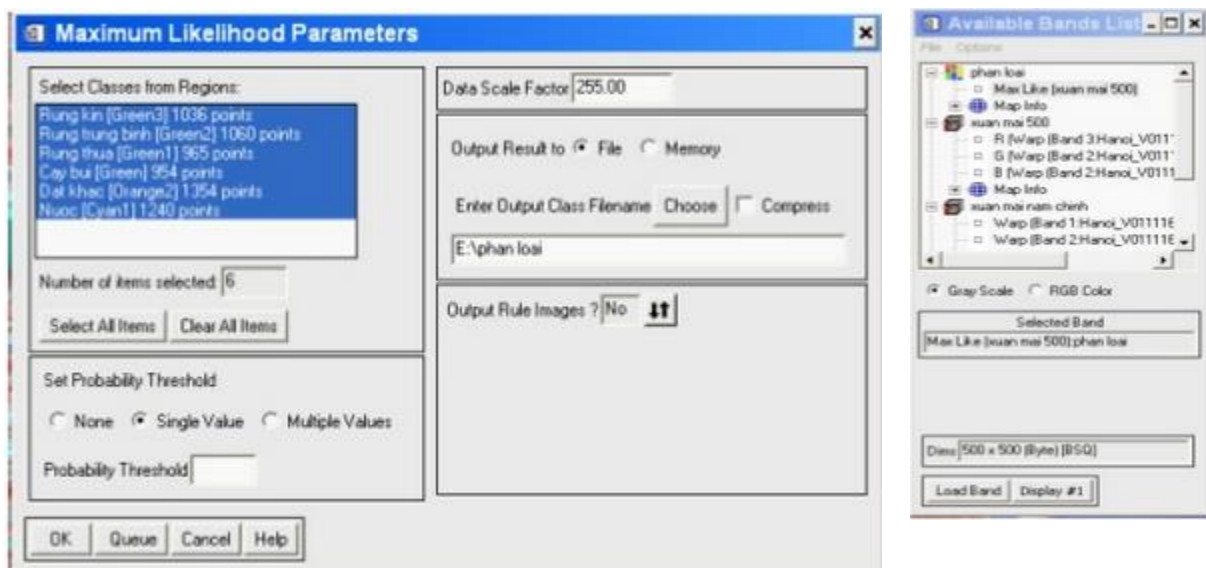 Maximum Likelihood Parameters
Select Classes from Regions:
Rung kin [Green3] 1036 points
Rung trung binh [Green2] 1060 points
Rung thua [Green1] 965 points
Cay bui [Green] 954 points
Dat khac [Orange2] 1354 points
Nuoc [Cyan1] 1240 points
Number of items selected: 6
Select All Items Clear All Items
Set Probability Threshold
None Single Value Multiple Values
Probability Threshold
OK Queue Cancel Help
Data Scale Factor 255.00
Output Result to File Memory
Enter Output Class Filename Choose Compress
E:\phan loai
Output Rule Images ? No
Available Bands List
File Options
phan loai
Max Like (xuan mai 500)
Map Info
xuan mai 500
R (Warp (Band 3:Hanoi_V011
G (Warp (Band 2:Hanoi_V011
B (Warp (Band 2:Hanoi_V0111
Map Info
xuan mai nam chinh
Warp (Band 1:Hanoi_V011116
Warp (Band 2:Hanoi_V011116
Gray Scale RGB Color
Selected Band
Max Like (xuan mai 500):phan loai
Dims 500 x 500 (Byte) [BSQ]
Load Band Display #1